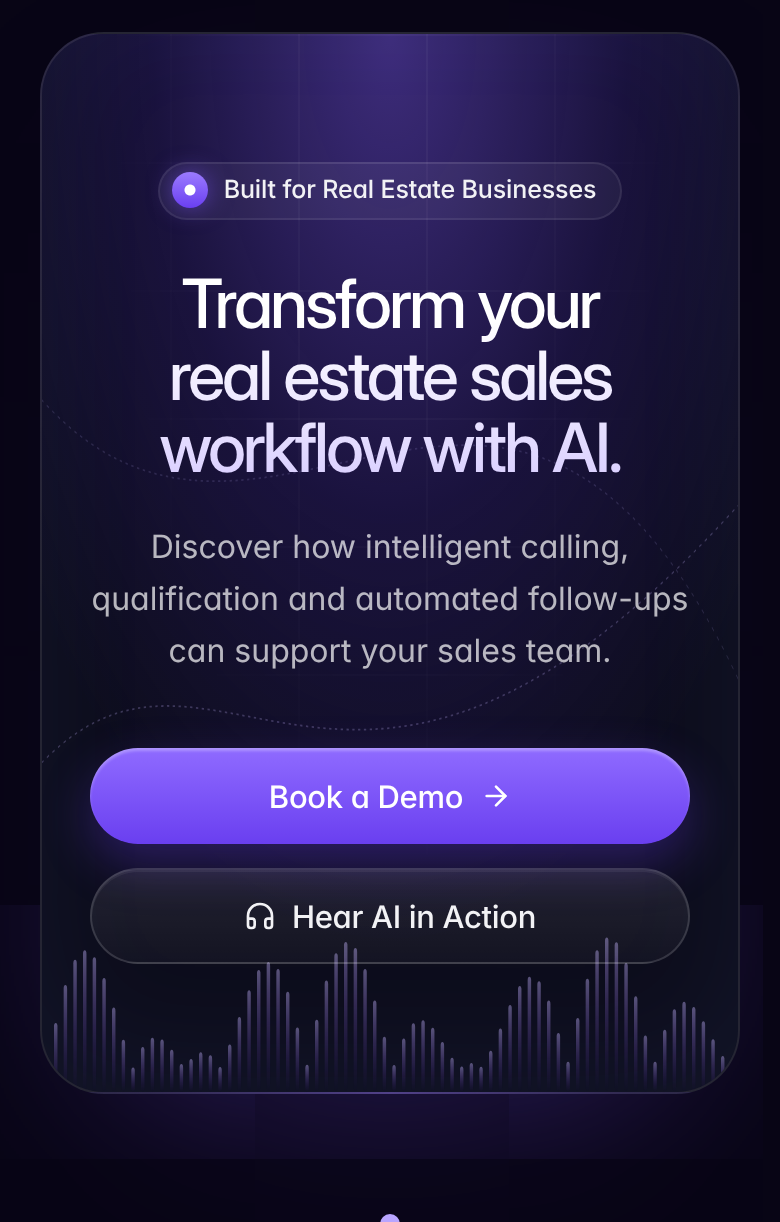 Built for Real Estate Businesses
Transform your
real estate sales
workflow with AI.
Discover how intelligent calling,
qualification and automated follow-ups
can support your sales team.
Book a Demo →
Hear AI in Action